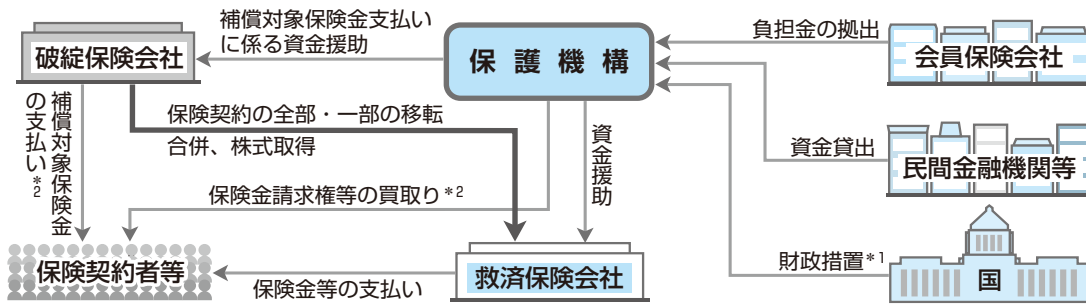 補償対象保険金支払い
に係る資金援助
破綻保険会社
保護機構
負担金の拠出
会員保険会社
補償対象保険金
の支払い*2
保険契約の全部・一部の移転
合併、株式取得
資金援助
資金貸出
民間金融機関等
保険金請求権等の買取り*2
保険契約者等
保険金等の支払い
救済保険会社
財政措置*1
国